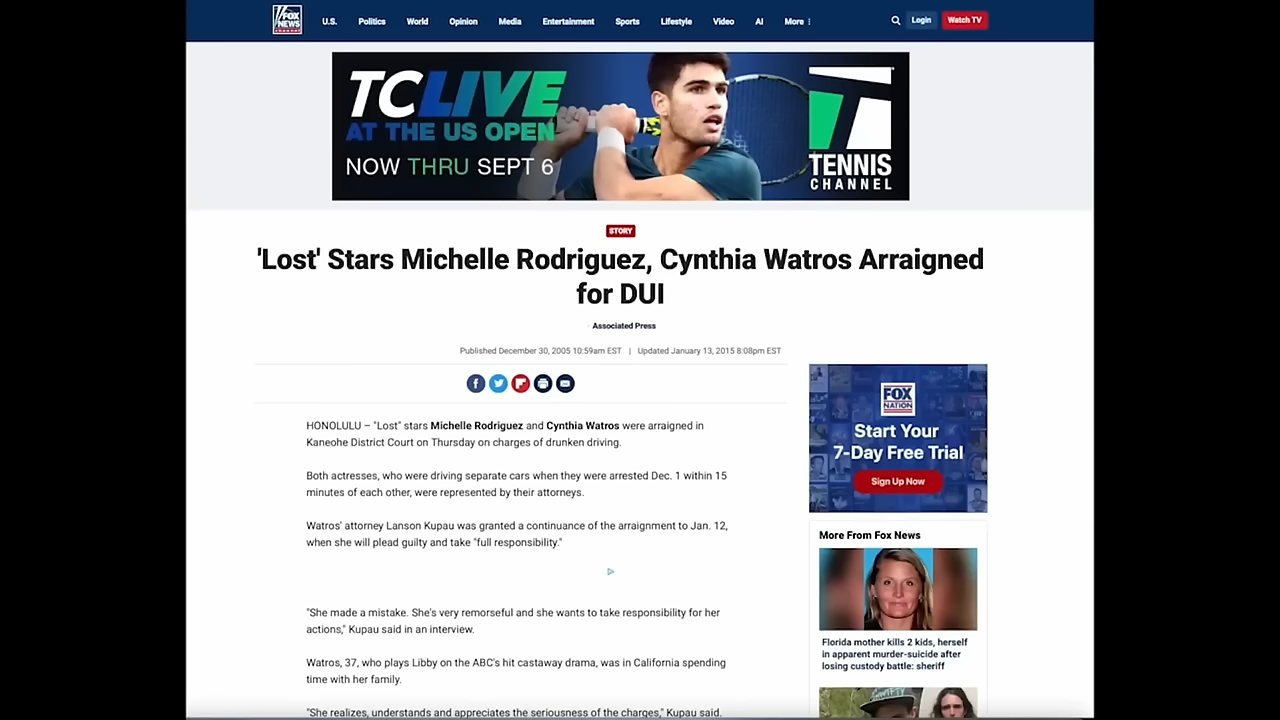 FOX
NEWS
channel
U.S.
Politics
World
Opinion
Media
Entertainment
Sports
Lifestyle
Video
AI
More
Login
Watch TV
TC LIVE
AT THE US OPEN
NOW THRU SEPT 6
TENNIS
CHANNEL
STORY
'Lost' Stars Michelle Rodriguez, Cynthia Watros Arraigned
for DUI
Associated Press
Published December 30, 2005 10:59am EST | Updated January 13, 2015 8:08pm EST
HONOLULU – "Lost" stars Michelle Rodriguez and Cynthia Watros were arraigned in
Kaneohe District Court on Thursday on charges of drunken driving.
Both actresses, who were driving separate cars when they were arrested Dec. 1 within 15
minutes of each other, were represented by their attorneys.
Watros' attorney Lanson Kupau was granted a continuance of the arraignment to Jan. 12,
when she will plead guilty and take "full responsibility."
"She made a mistake. She's very remorseful and she wants to take responsibility for her
actions," Kupau said in an interview.
Watros, 37, who plays Libby on the ABC's hit castaway drama, was in California spending
time with her family.
"She realizes, understands and appreciates the seriousness of the charges," Kupau said.
FOX
NATION
Start Your
7-Day Free Trial
Sign Up Now
More From Fox News
Florida mother kills 2 kids, herself
in apparent murder-suicide after
losing custody battle: sheriff